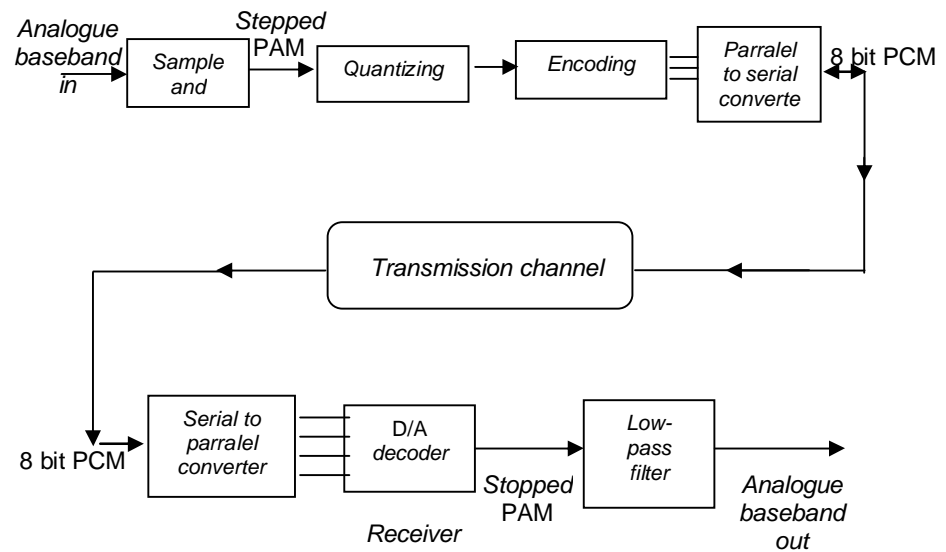 Analogue
baseband
in
Sample
and
Stepped
PAM
Quantizing
Encoding
Parralel
to serial
converte
8 bit PCM
Transmission channel
8 bit PCM
Serial to
parralel
converter
D/A
decoder
Receiver
Stopped
PAM
Low-
pass
filter
Analogue
baseband
out